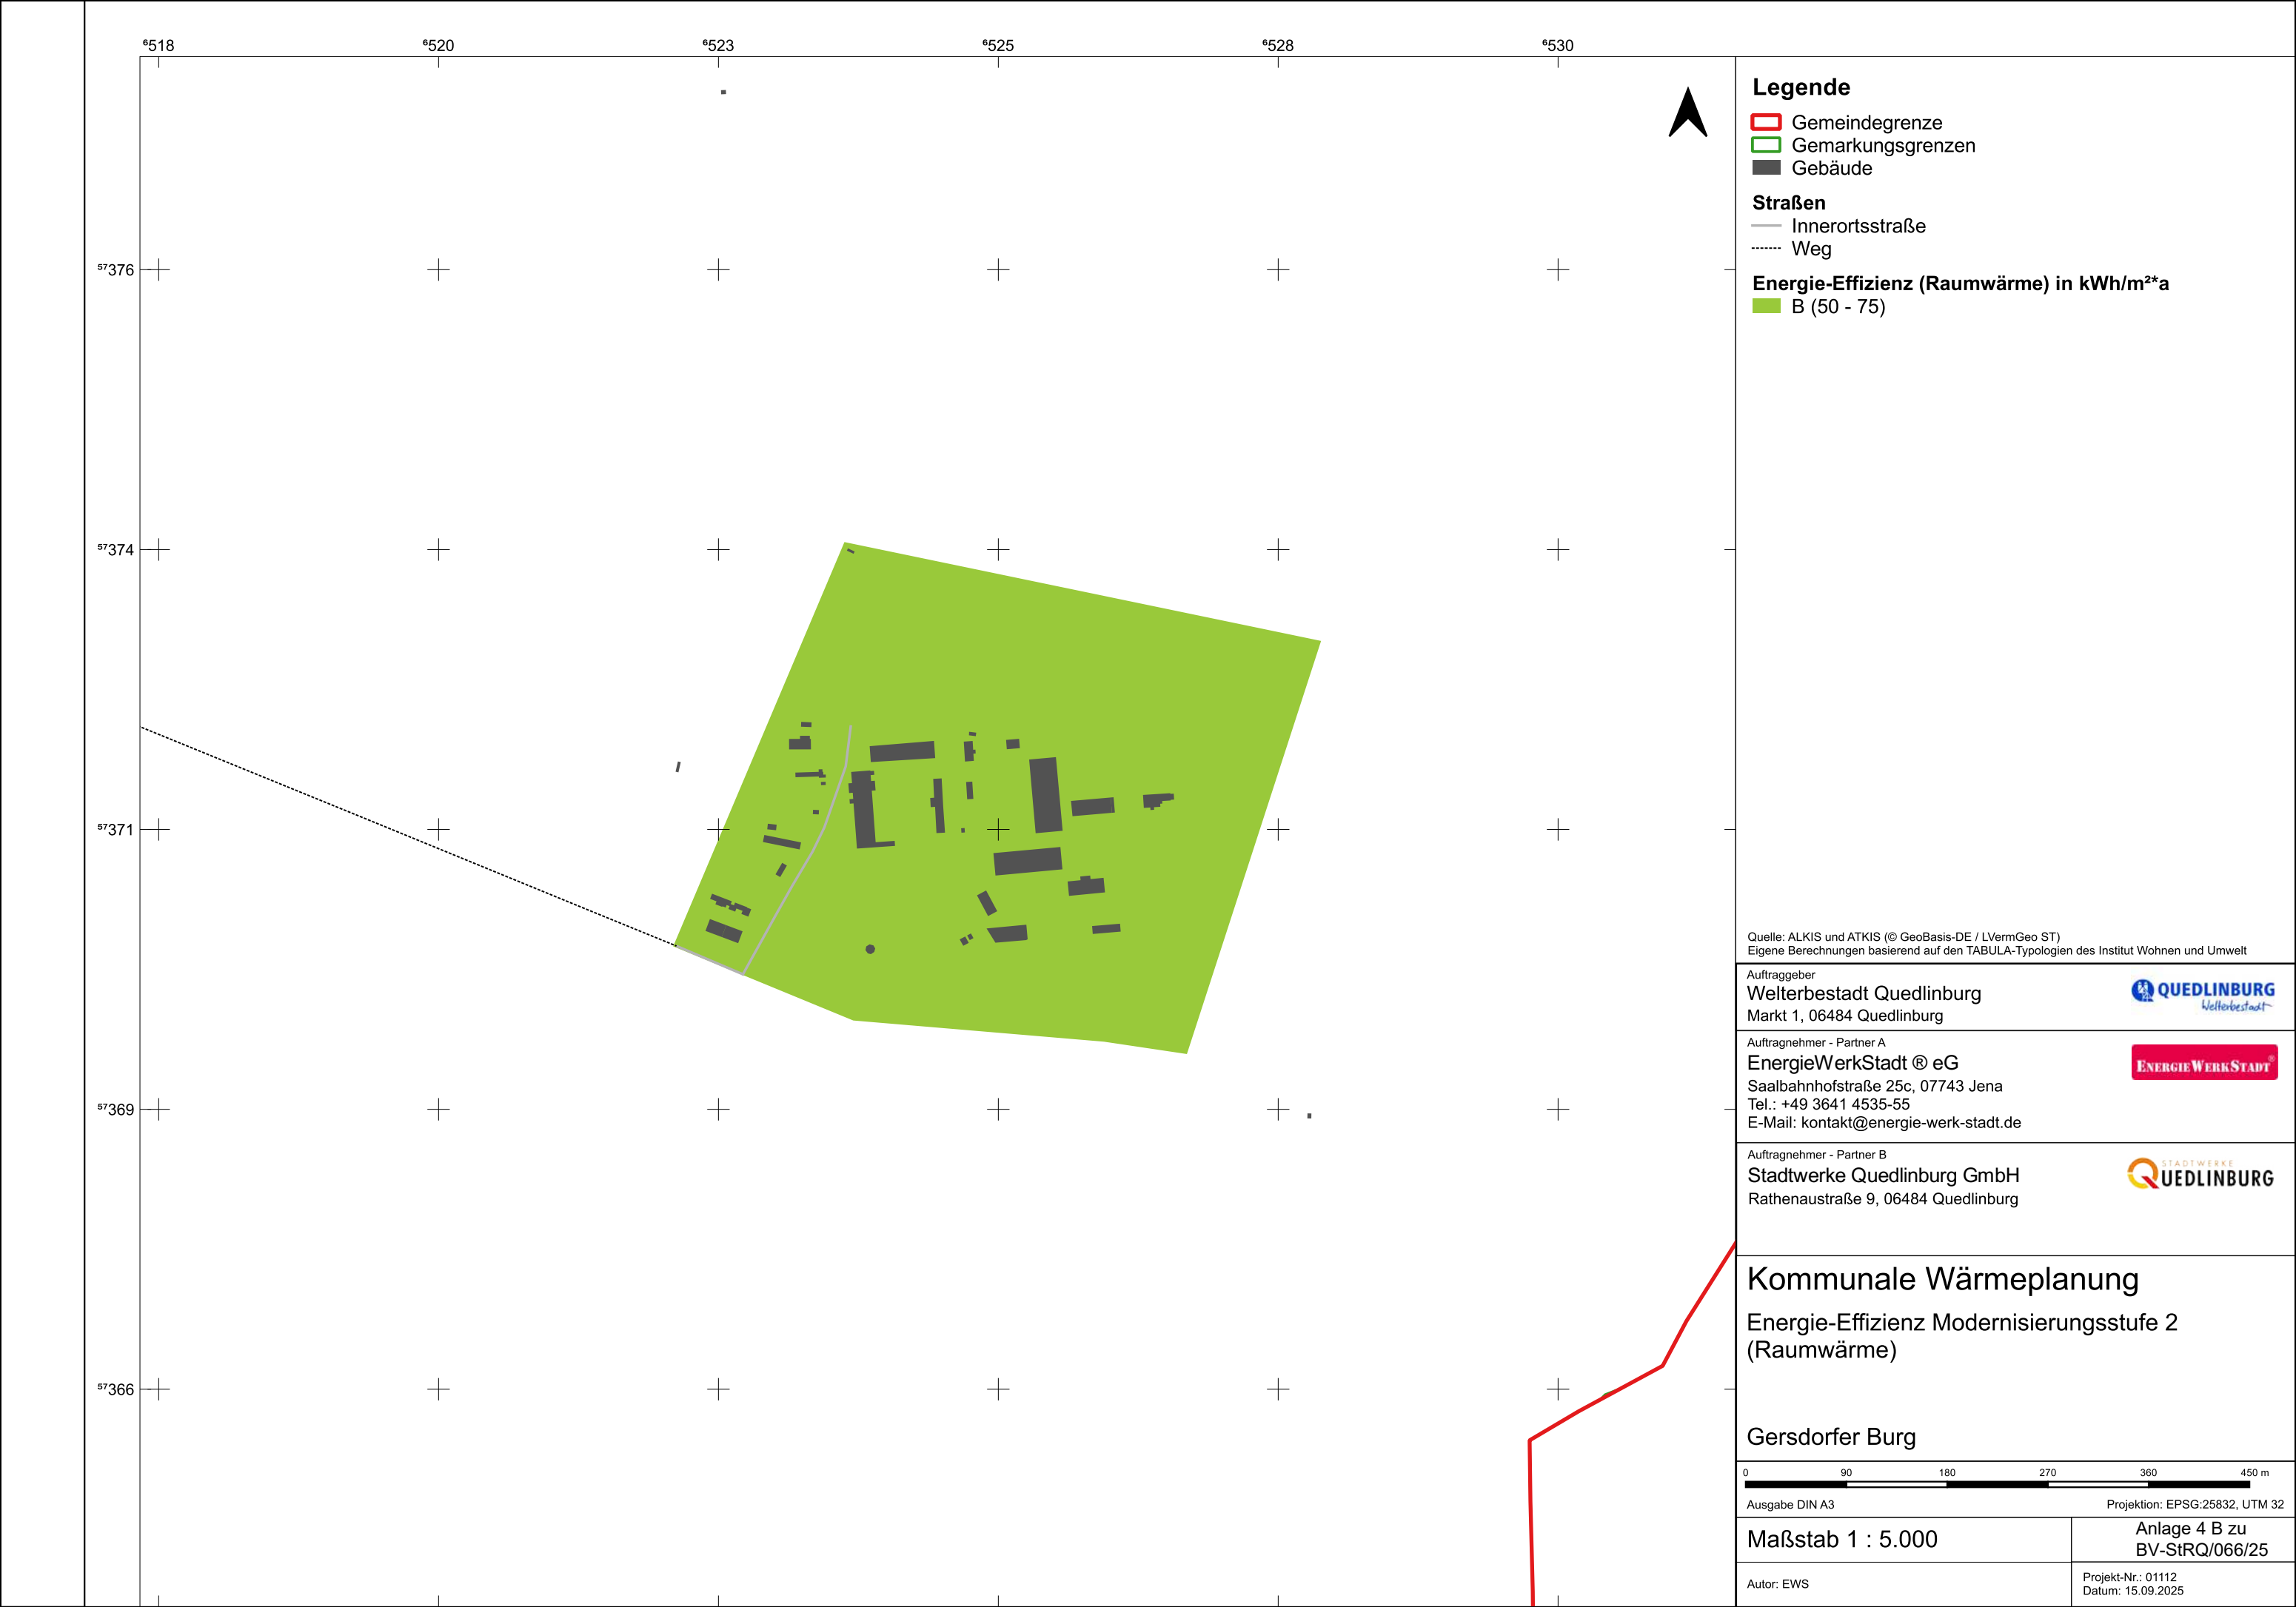 ⁶518 ⁶520 ⁶523 ⁶525 ⁶528 ⁶530
⁵⁷376
⁵⁷374
⁵⁷371
⁵⁷369
⁵⁷366
Legende
Gemeindegrenze
Gemarkungsgrenzen
Gebäude
Straßen
Innerortsstraße
Weg
Energie-Effizienz (Raumwärme) in kWh/m²*a
B (50 - 75)
Quelle: ALKIS und ATKIS (© GeoBasis-DE / LVermGeo ST)
Eigene Berechnungen basierend auf den TABULA-Typologien des Institut Wohnen und Umwelt
Auftraggeber
Welterbestadt Quedlinburg
Markt 1, 06484 Quedlinburg
QUEDLINBURG
Welterbestadt
Auftragnehmer - Partner A
EnergieWerkStadt ® eG
Saalbahnhofstraße 25c, 07743 Jena
Tel.: +49 3641 4535-55
E-Mail: kontakt@energie-werk-stadt.de
ENERGIEWERKSTADT®
Auftragnehmer - Partner B
Stadtwerke Quedlinburg GmbH
Rathenaustraße 9, 06484 Quedlinburg
STADTWERKE
QUEDLINBURG
Kommunale Wärmeplanung
Energie-Effizienz Modernisierungsstufe 2
(Raumwärme)
Gersdorfer Burg
0 90 180 270 360 450 m
Ausgabe DIN A3 Projektion: EPSG:25832, UTM 32
Maßstab 1 : 5.000
Anlage 4 B zu
BV-StRQ/066/25
Autor: EWS
Projekt-Nr.: 01112
Datum: 15.09.2025